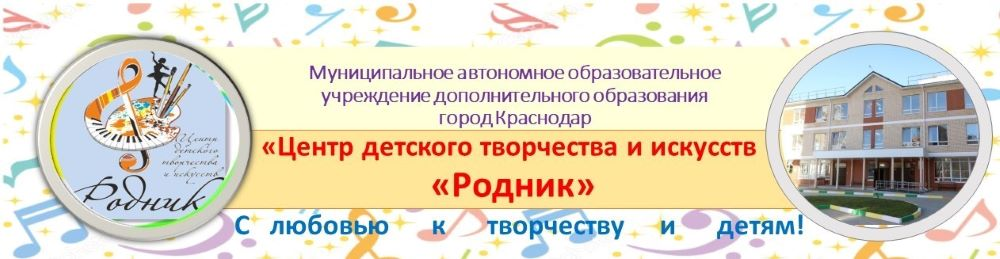 Муниципальное автономное образовательное
учреждение дополнительного образования
город Краснодар
«Центр детского творчества и искусств
«Родник»
С любовью к творчеству и детям!
Центр
детского
творчества
и искусств
Родник